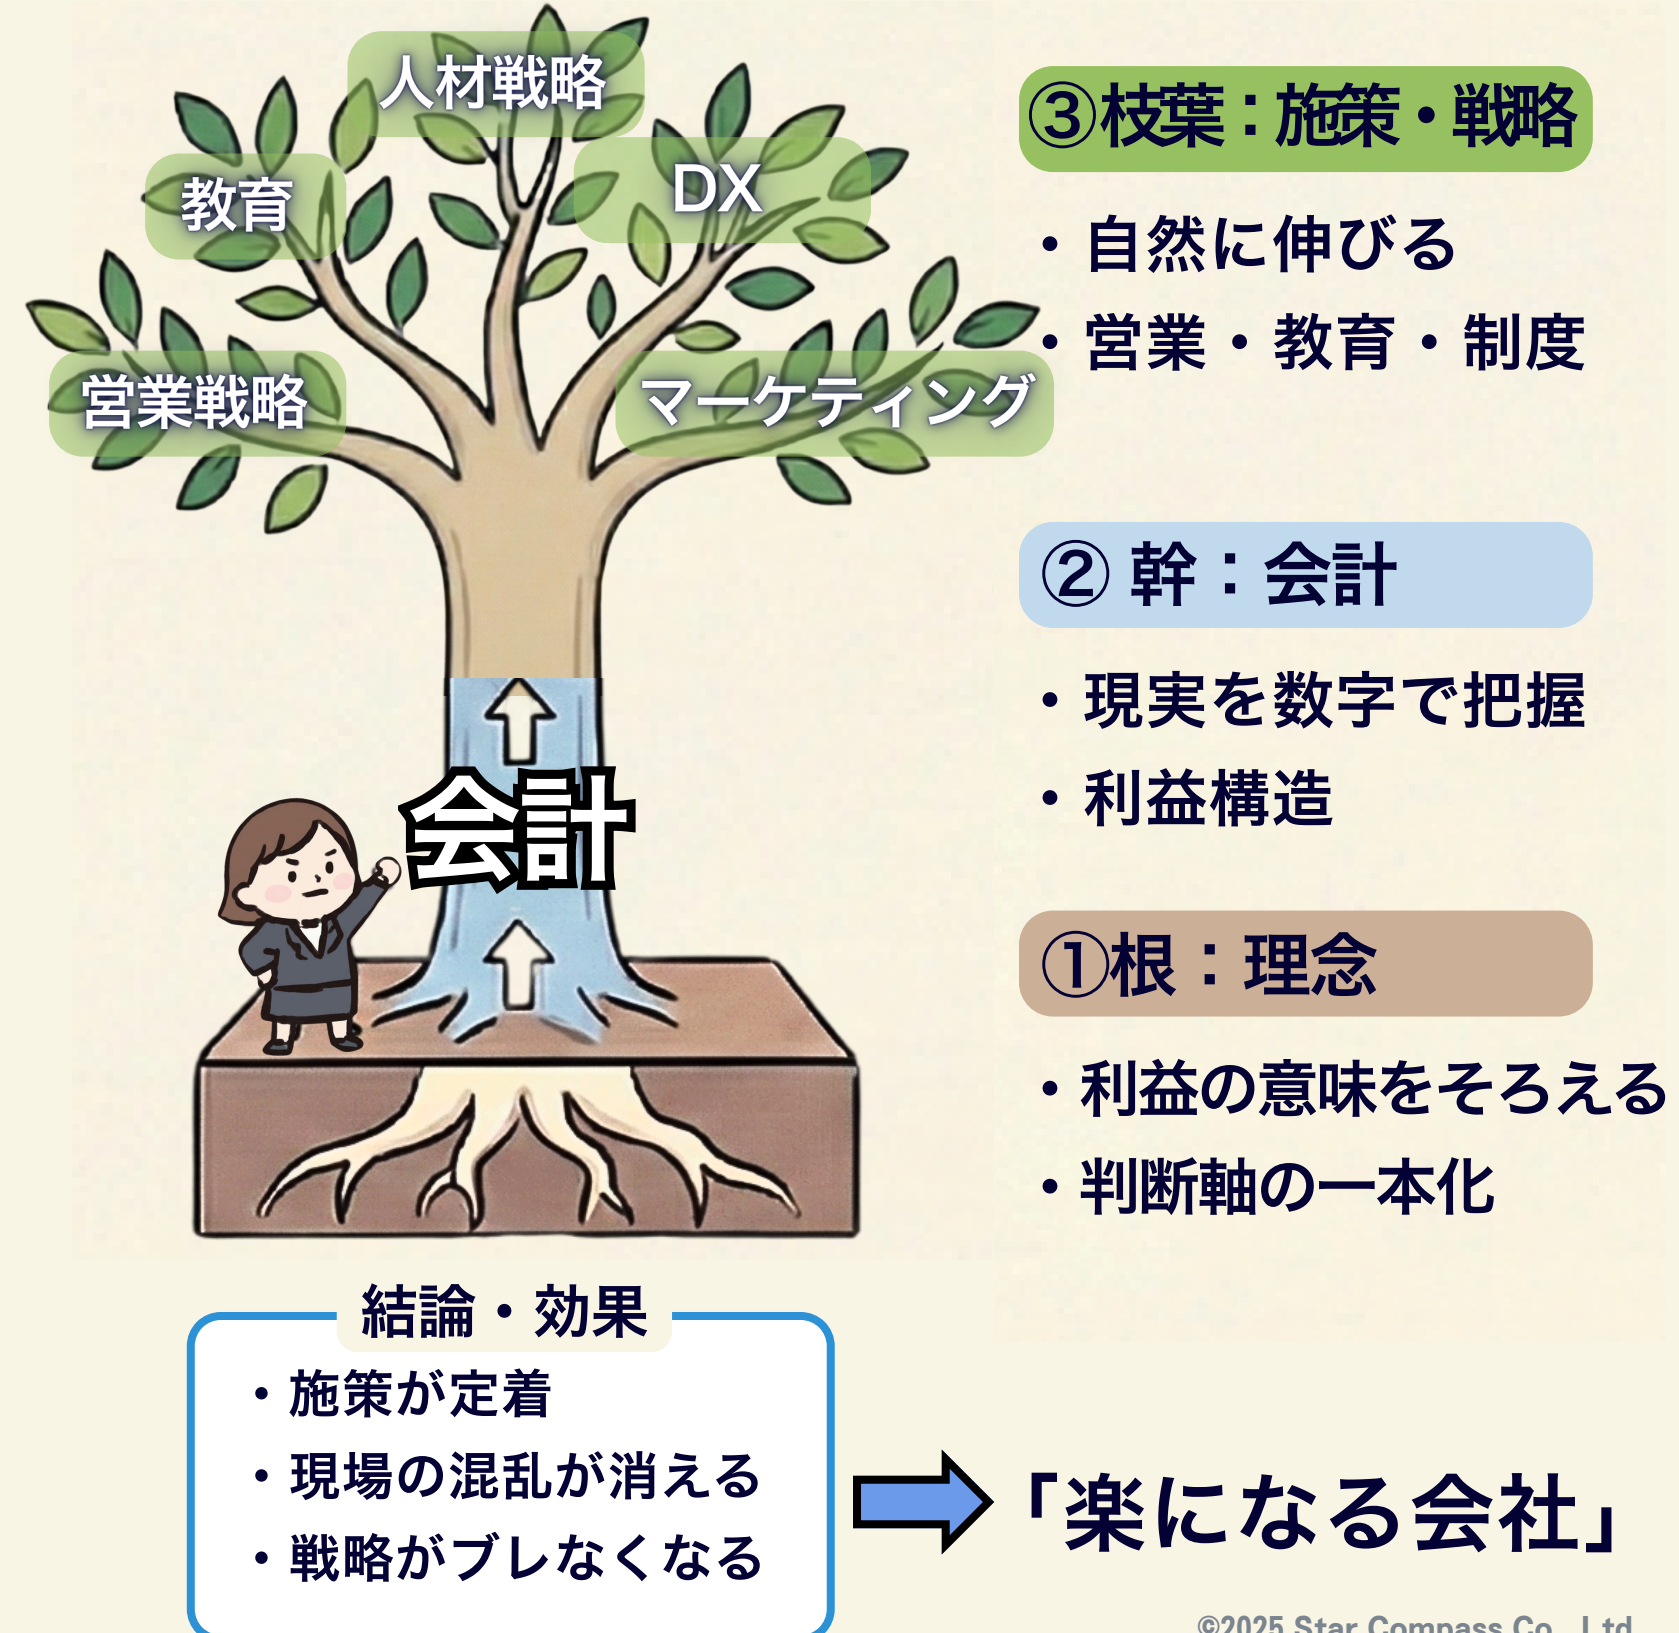 人材戦略
教育
DX
営業戦略
マーケティング
会計
③枝葉：施策・戦略
・自然に伸びる
・営業・教育・制度
② 幹：会計
・現実を数字で把握
・利益構造
①根：理念
・利益の意味をそろえる
・判断軸の一本化
結論・効果
・施策が定着
・現場の混乱が消える
・戦略がブレなくなる
「楽になる会社」
©2025 Star Compass Co., Ltd.